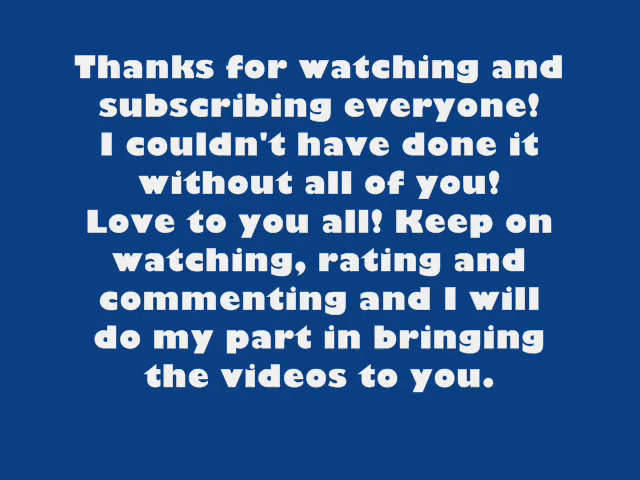 Thanks for watching and
subscribing everyone!
I couldn't have done it
without all of you!
Love to you all! Keep on
watching, rating and
commenting and I will
do my part in bringing
the videos to you.